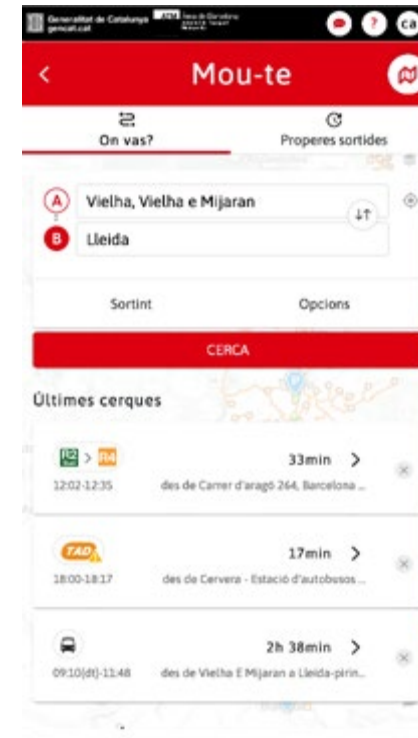 Generalitat de Catalunya
gencat.cat
ATM
?
ca
Mou-te
On vas?
Properes sortides
A Vielha, Vielha e Mijaran
B Lleida
Sortint Opcions
CERCA
Últimes cerques
R2 > R4 33min
12:02-12:35 des de Carrer d'aragó 264, Barcelona ...
TAD 17min
18:00-18:17 des de Cervera - Estació d'autobusos ...
2h 38min
09:10(dt)-11:48 des de Vielha E Mijaran a Lleida-pirin...